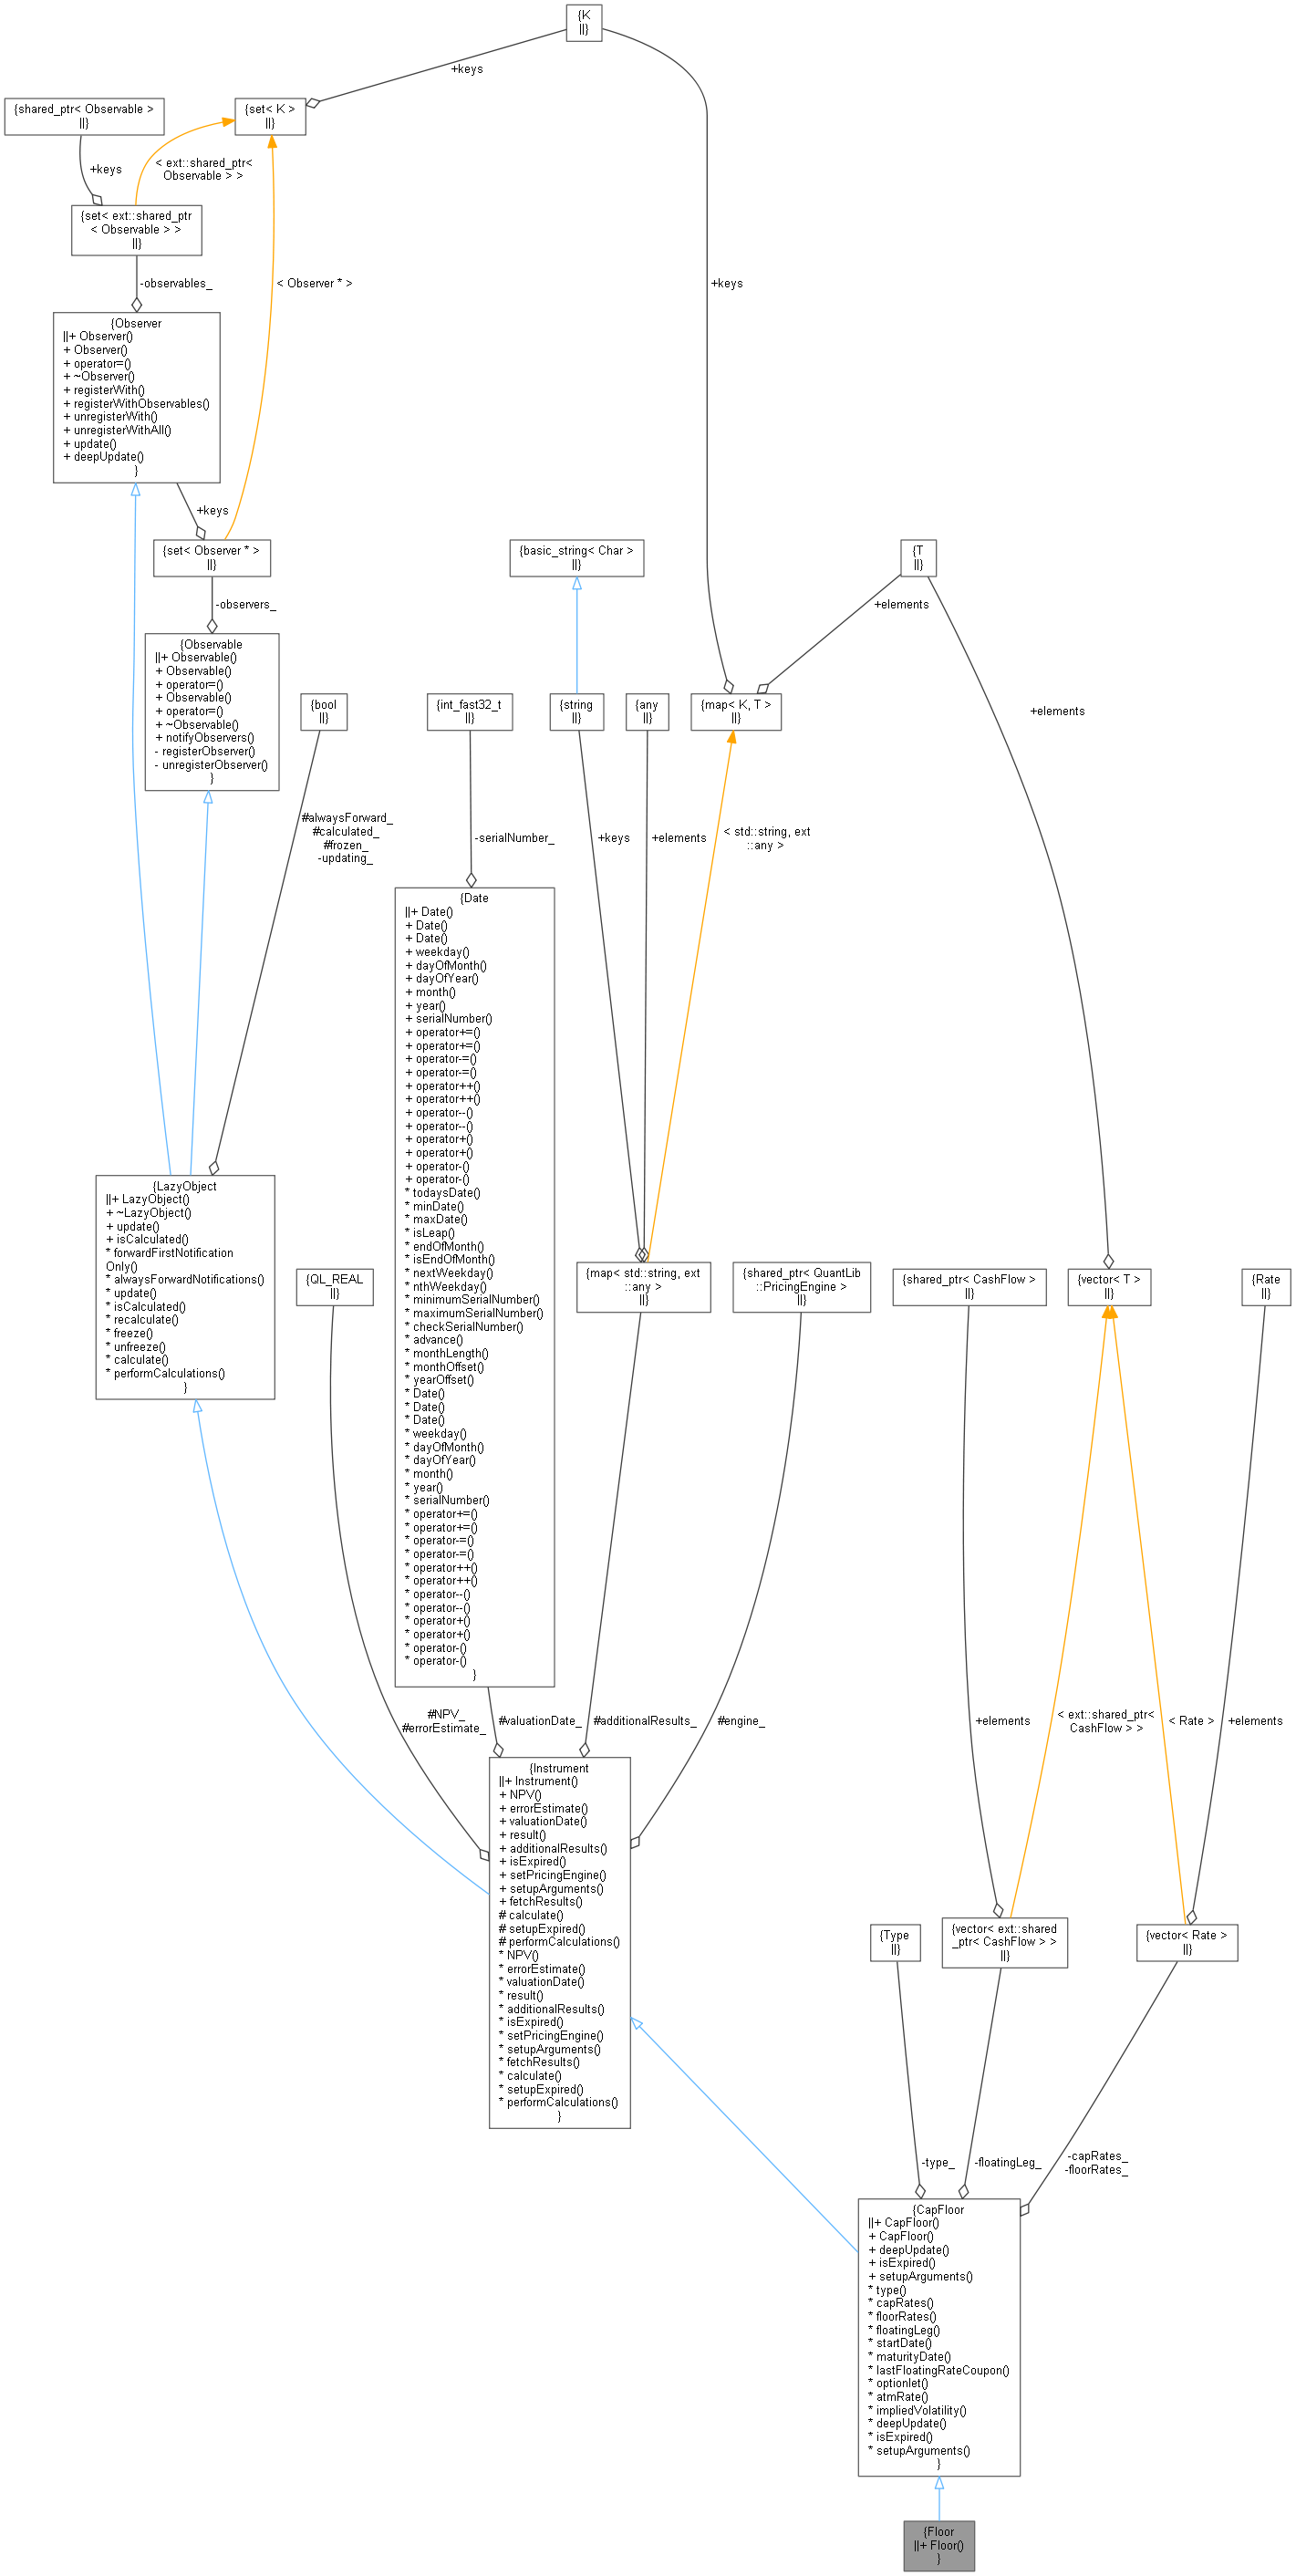 {K
||}
+keys
{shared_ptr< Observable >
||}
{set< K >
||}
+keys
< ext::shared_ptr<
Observable > >
{set< ext::shared_ptr
< Observable > >
||}
-observables_
< Observer * >
+keys
{Observer
||+ Observer()
+ Observer()
+ operator=()
+ ~Observer()
+ registerWith()
+ registerWithObservables()
+ unregisterWith()
+ unregisterWithAll()
+ update()
+ deepUpdate()
}
+keys
{set< Observer * >
||}
{basic_string< Char >
||}
{T
||}
-observers_
+elements
{Observable
||+ Observable()
+ Observable()
+ operator=()
+ Observable()
+ operator=()
+ ~Observable()
+ notifyObservers()
- registerObserver()
- unregisterObserver()
}
{bool
||}
{int_fast32_t
||}
{string
||}
{any
||}
{map< K, T >
||}
+elements
#alwaysForward_
#calculated_
#frozen_
-updating_
-serialNumber_
+keys
+elements
< std::string, ext
::any >
{Date
||+ Date()
+ Date()
+ Date()
+ weekday()
+ dayOfMonth()
+ dayOfYear()
+ month()
+ year()
+ serialNumber()
+ operator+=()
+ operator+=()
+ operator-=()
+ operator-=()
+ operator++()
+ operator++()
+ operator--()
+ operator--()
+ operator+()
+ operator+()
+ operator-()
+ operator-()
* todaysDate()
* minDate()
* maxDate()
* isLeap()
* endOfMonth()
* isEndOfMonth()
* nextWeekday()
* nthWeekday()
* minimumSerialNumber()
* maximumSerialNumber()
* checkSerialNumber()
* advance()
* monthLength()
* monthOffset()
* yearOffset()
* Date()
* Date()
* Date()
* weekday()
* dayOfMonth()
* dayOfYear()
* month()
* year()
* serialNumber()
* operator+=()
* operator+=()
* operator-=()
* operator-=()
* operator++()
* operator++()
* operator--()
* operator--()
* operator+()
* operator+()
* operator-()
* operator-()
}
{LazyObject
||+ LazyObject()
+ ~LazyObject()
+ update()
+ isCalculated()
* forwardFirstNotification
Only()
* alwaysForwardNotifications()
* update()
* isCalculated()
* recalculate()
* freeze()
* unfreeze()
* calculate()
* performCalculations()
}
{QL_REAL
||}
{map< std::string, ext
::any >
||}
{shared_ptr< QuantLib
::PricingEngine >
||}
{shared_ptr< CashFlow >
||}
{vector< T >
||}
{Rate
||}
#NPV_
#errorEstimate_
#valuationDate_
#additionalResults_
#engine_
+elements
< ext::shared_ptr<
CashFlow > >
< Rate >
+elements
{Instrument
||+ Instrument()
+ NPV()
+ errorEstimate()
+ valuationDate()
+ result()
+ additionalResults()
+ isExpired()
+ setPricingEngine()
+ setupArguments()
+ fetchResults()
# calculate()
# setupExpired()
# performCalculations()
* NPV()
* errorEstimate()
* valuationDate()
* result()
* additionalResults()
* isExpired()
* setPricingEngine()
* setupArguments()
* fetchResults()
* calculate()
* setupExpired()
* performCalculations()
}
{Type
||}
{vector< ext::shared
_ptr< CashFlow > >
||}
{vector< Rate >
||}
-type_
-floatingLeg_
-capRates_
-floorRates_
{CapFloor
||+ CapFloor()
+ CapFloor()
+ deepUpdate()
+ isExpired()
+ setupArguments()
* type()
* capRates()
* floorRates()
* floatingLeg()
* startDate()
* maturityDate()
* lastFloatingRateCoupon()
* optionlet()
* atmRate()
* impliedVolatility()
* deepUpdate()
* isExpired()
* setupArguments()
}
{Floor
||+ Floor()
}